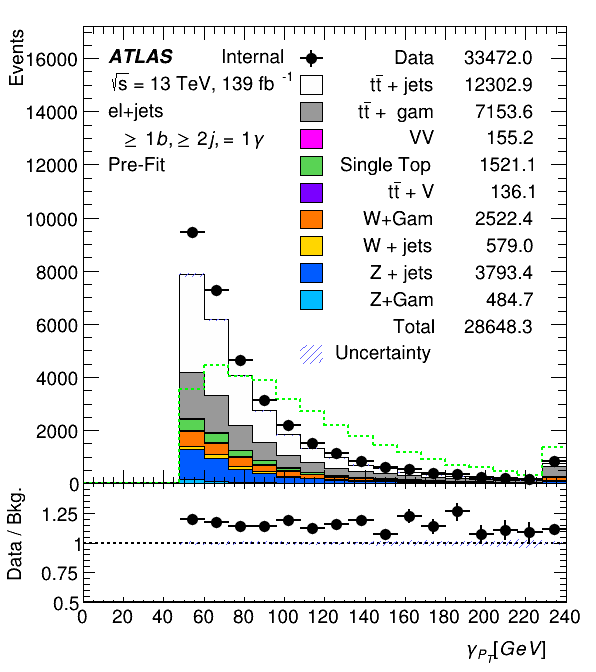 Events
16000
14000
12000
10000
8000
6000
4000
2000
0
ATLAS Internal
√s = 13 TeV, 139 fb⁻¹
el+jets
≥ 1b, ≥ 2j, = 1γ
Pre-Fit
Data 33472.0
tt̄ + jets 12302.9
tt̄ + gam 7153.6
VV 155.2
Single Top 1521.1
tt̄ + V 136.1
W+Gam 2522.4
W + jets 579.0
Z + jets 3793.4
Z+Gam 484.7
Total 28648.3
Uncertainty
Data / Bkg.
1.25
1
0.75
0.5
0 20 40 60 80 100 120 140 160 180 200 220 240
γ_{P_T}[GeV]